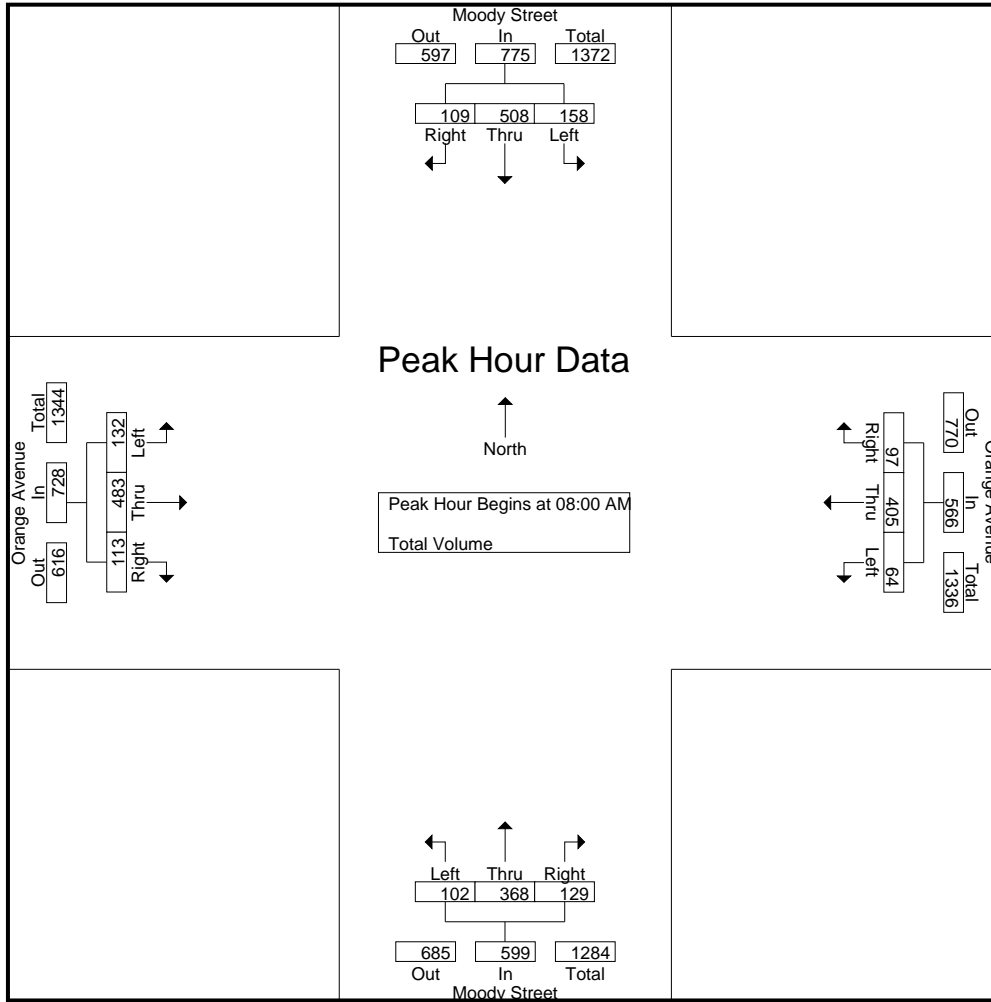 Moody Street
Out In Total
597 775 1372
109 508 158
Right Thru Left
Peak Hour Data
North
Peak Hour Begins at 08:00 AM
Total Volume
Orange Avenue
Total In Out
1344 728 616
132 483 113
Left Thru Right
Orange Avenue
Out In Total
770 566 1336
97 405 64
Right Thru Left
Left Thru Right
102 368 129
685 599 1284
Out In Total
Moody Street